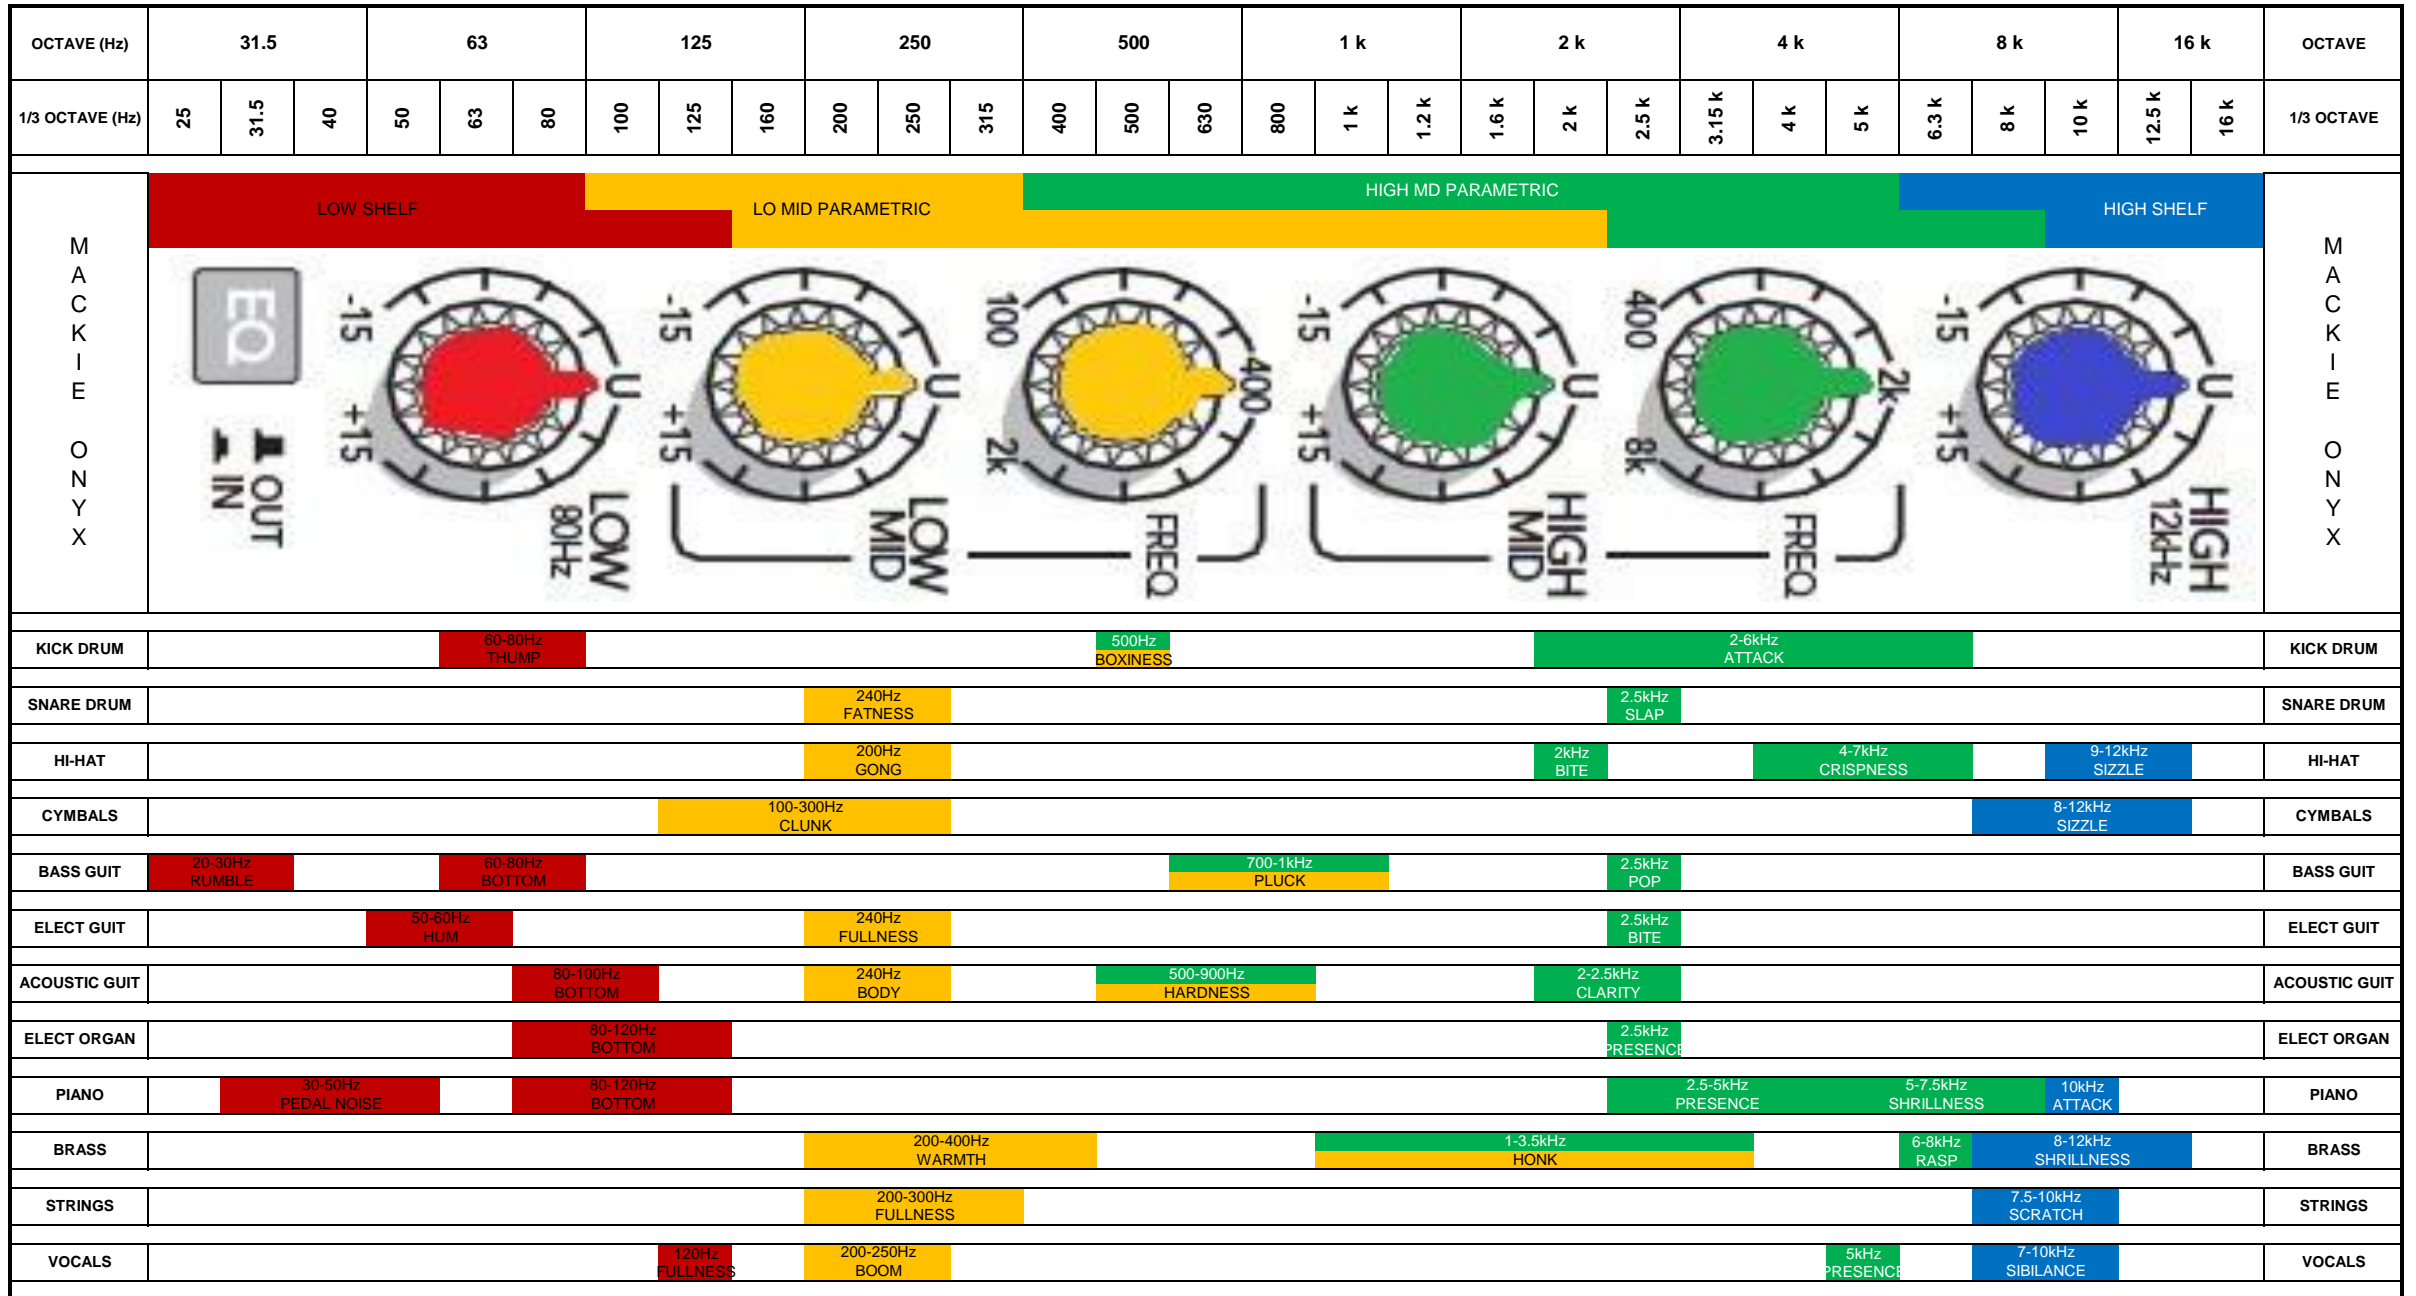 OCTAVE (Hz) 31.5 63 125 250 500 1 k 2 k 4 k 8 k 16 k OCTAVE
1/3 OCTAVE (Hz) 25 31.5 40 50 63 80 100 125 160 200 250 315 400 500 630 800 1 k 1.2 k 1.6 k 2 k 2.5 k 3.15 k 4 k 5 k 6.3 k 8 k 10 k 12.5 k 16 k 1/3 OCTAVE
HIGH MD PARAMETRIC
LOW SHELF LO MID PARAMETRIC HIGH SHELF
MACKIE ONYX
EQ
OUT
IN
-15 U +15
LOW
80Hz
-15 U +15
LOW
MID
100 400 2k
FREQ
-15 U +15
HIGH
MID
400 2k 8k
FREQ
-15 U +15
HIGH
12kHz
MACKIE ONYX
KICK DRUM 60-80Hz 500Hz 2-6kHz KICK DRUM
THUMP BOXINESS ATTACK
SNARE DRUM 240Hz 2.5kHz SNARE DRUM
FATNESS SLAP
HI-HAT 200Hz 2kHz 4-7kHz 9-12kHz HI-HAT
GONG BITE CRISPNESS SIZZLE
CYMBALS 100-300Hz 8-12kHz CYMBALS
CLUNK SIZZLE
BASS GUIT 20-30Hz 60-80Hz 700-1kHz 2.5kHz BASS GUIT
RUMBLE BOTTOM PLUCK POP
ELECT GUIT 50-60Hz 240Hz 2.5kHz ELECT GUIT
HUM FULLNESS BITE
ACOUSTIC GUIT 80-100Hz 240Hz 500-900Hz 2-2.5kHz ACOUSTIC GUIT
BOTTOM BODY HARDNESS CLARITY
ELECT ORGAN 80-120Hz 2.5kHz ELECT ORGAN
BOTTOM PRESENCE
PIANO 30-50Hz 80-120Hz 2.5-5kHz 5-7.5kHz 10kHz PIANO
PEDAL NOISE BOTTOM PRESENCE SHRILLNESS ATTACK
BRASS 200-400Hz 1-3.5kHz 6-8kHz 8-12kHz BRASS
WARMTH HONK RASP SHRILLNESS
STRINGS 200-300Hz 7.5-10kHz STRINGS
FULLNESS SCRATCH
VOCALS 120Hz 200-250Hz 5kHz 7-10kHz VOCALS
FULLNESS BOOM PRESENCE SIBILANCE